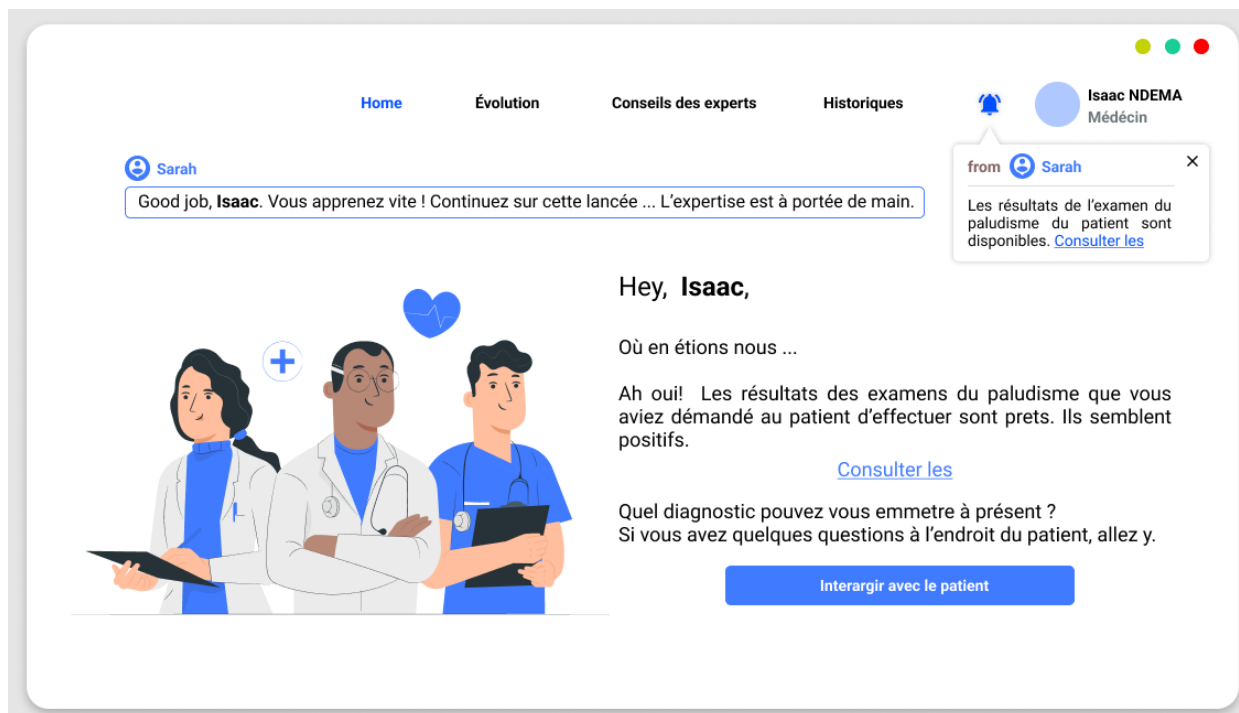 Home
Évolution
Conseils des experts
Historiques
Isaac NDEMA
Médécin
Sarah
Good job, Isaac. Vous apprenez vite ! Continuez sur cette lancée ... L’expertise est à portée de main.
from Sarah
Les résultats de l’examen du
paludisme du patient sont
disponibles. Consulter les
Hey, Isaac,
Où en étions nous ...
Ah oui! Les résultats des examens du paludisme que vous
aviez démandé au patient d’effectuer sont prets. Ils semblent
positifs.
Consulter les
Quel diagnostic pouvez vous emmetre à présent ?
Si vous avez quelques questions à l’endroit du patient, allez y.
Interargir avec le patient